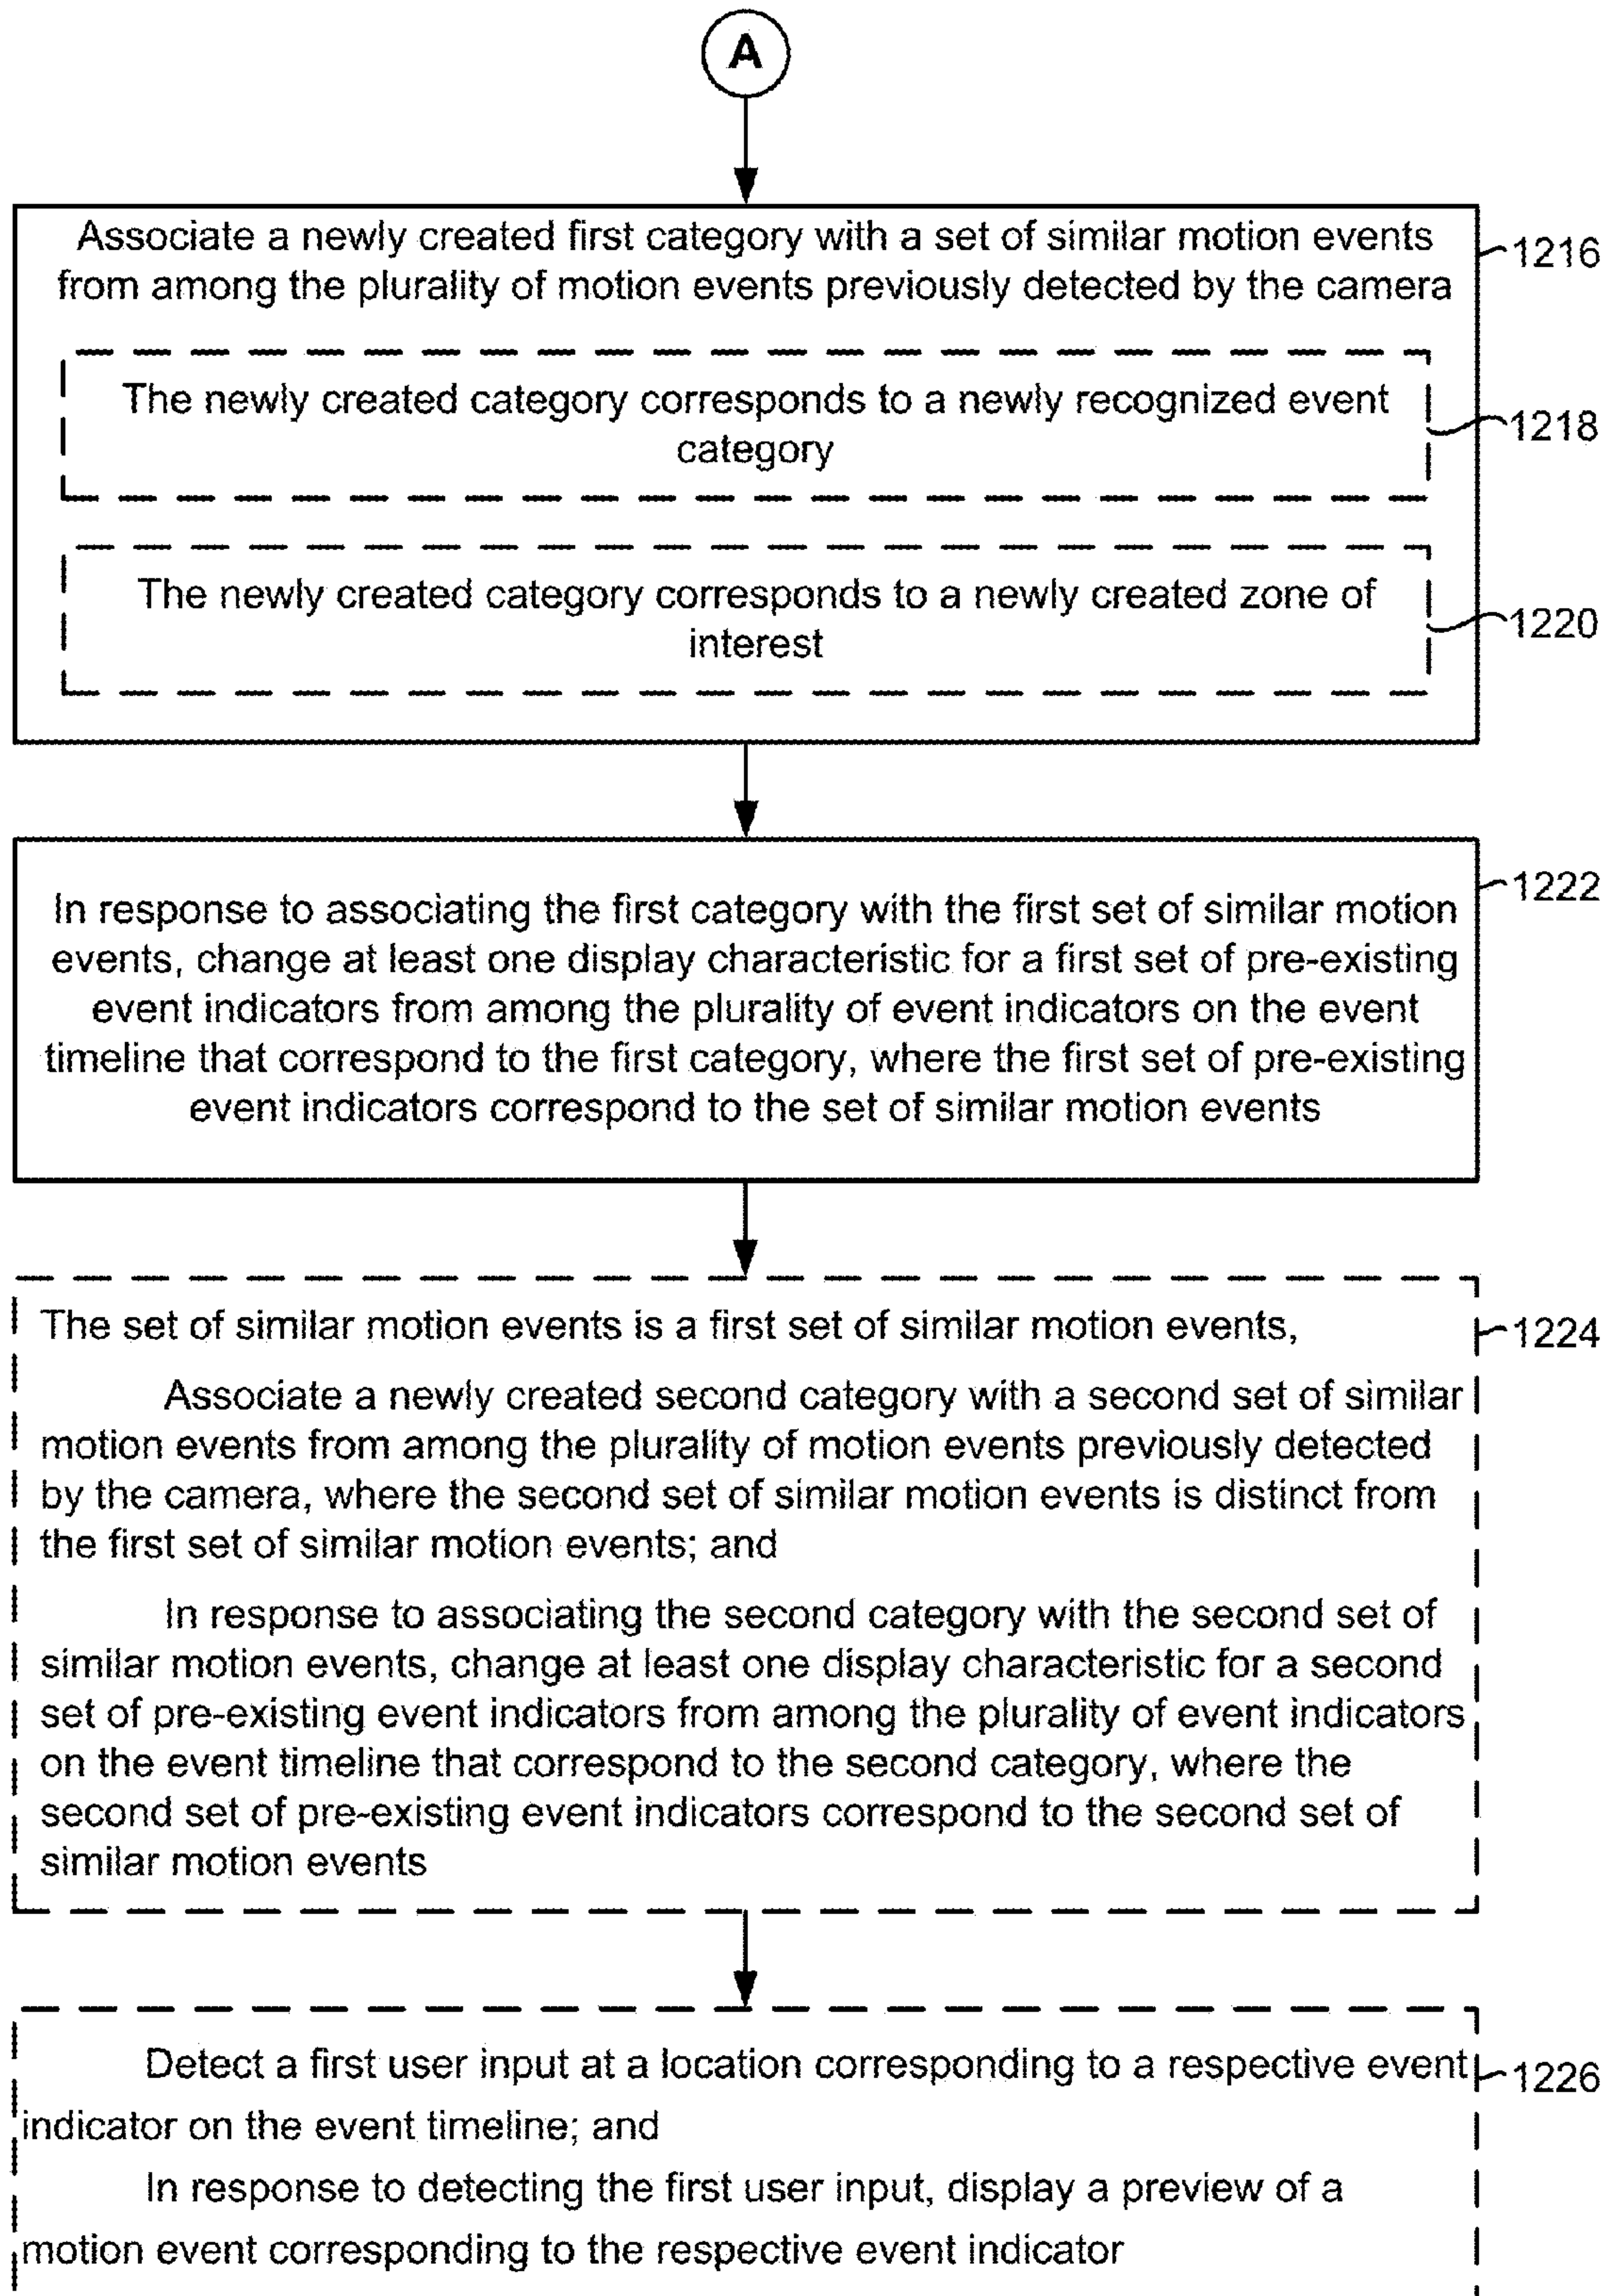 A
Associate a newly created first category with a set of similar motion events
from among the plurality of motion events previously detected by the camera
1216
The newly created category corresponds to a newly recognized event
category
1218
The newly created category corresponds to a newly created zone of
interest
1220
In response to associating the first category with the first set of similar motion
events, change at least one display characteristic for a first set of pre-existing
event indicators from among the plurality of event indicators on the event
timeline that correspond to the first category, where the first set of pre-existing
event indicators correspond to the set of similar motion events
1222
The set of similar motion events is a first set of similar motion events,
Associate a newly created second category with a second set of similar
motion events from among the plurality of motion events previously detected
by the camera, where the second set of similar motion events is distinct from
the first set of similar motion events; and
In response to associating the second category with the second set of
similar motion events, change at least one display characteristic for a second
set of pre-existing event indicators from among the plurality of event indicators
on the event timeline that correspond to the second category, where the
second set of pre-existing event indicators correspond to the second set of
similar motion events
1224
Detect a first user input at a location corresponding to a respective event
indicator on the event timeline; and
In response to detecting the first user input, display a preview of a
motion event corresponding to the respective event indicator
1226